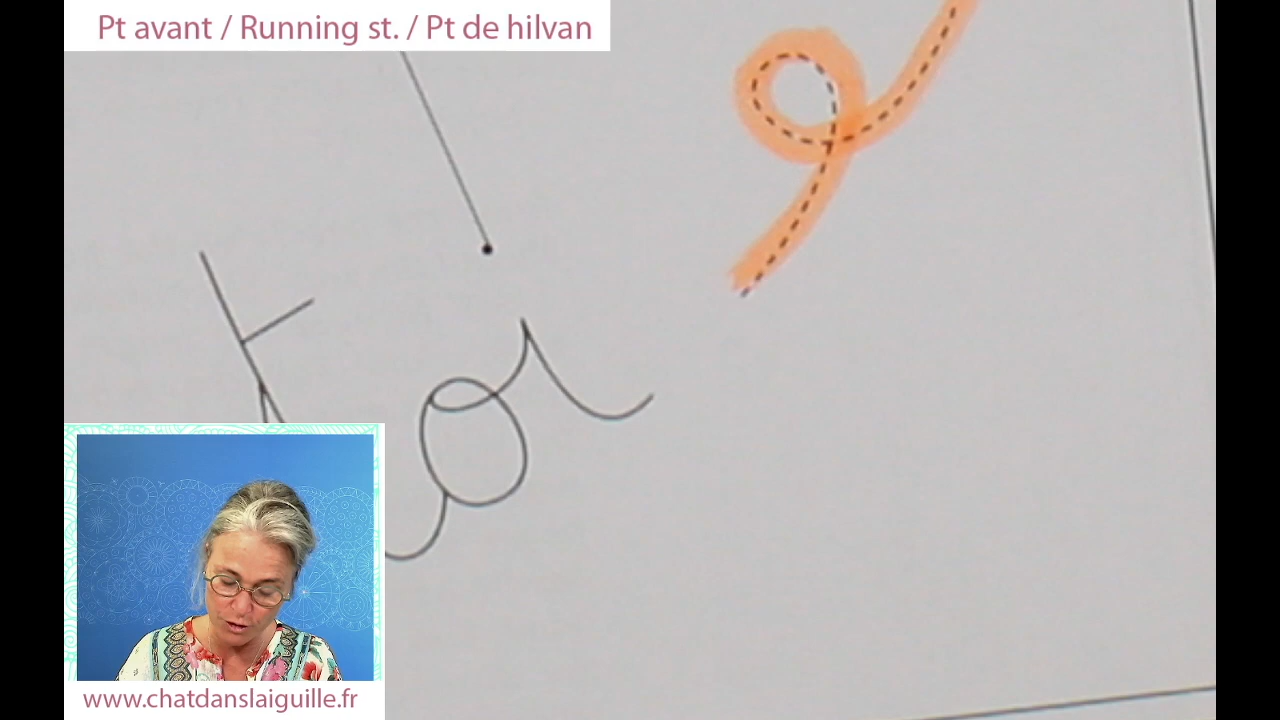 Pt avant / Running st. / Pt de hilvan
www.chatdanslaiguille.fr